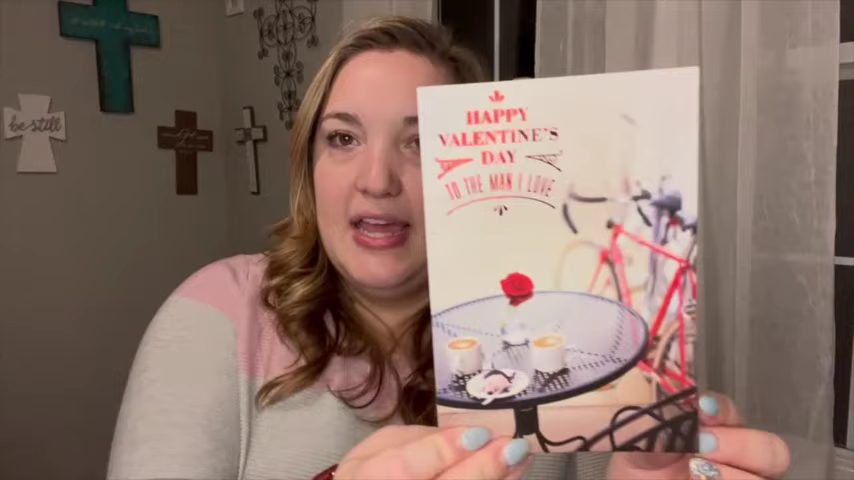 be still
HAPPY
VALENTINE'S
DAY
TO THE MAN I LOVE